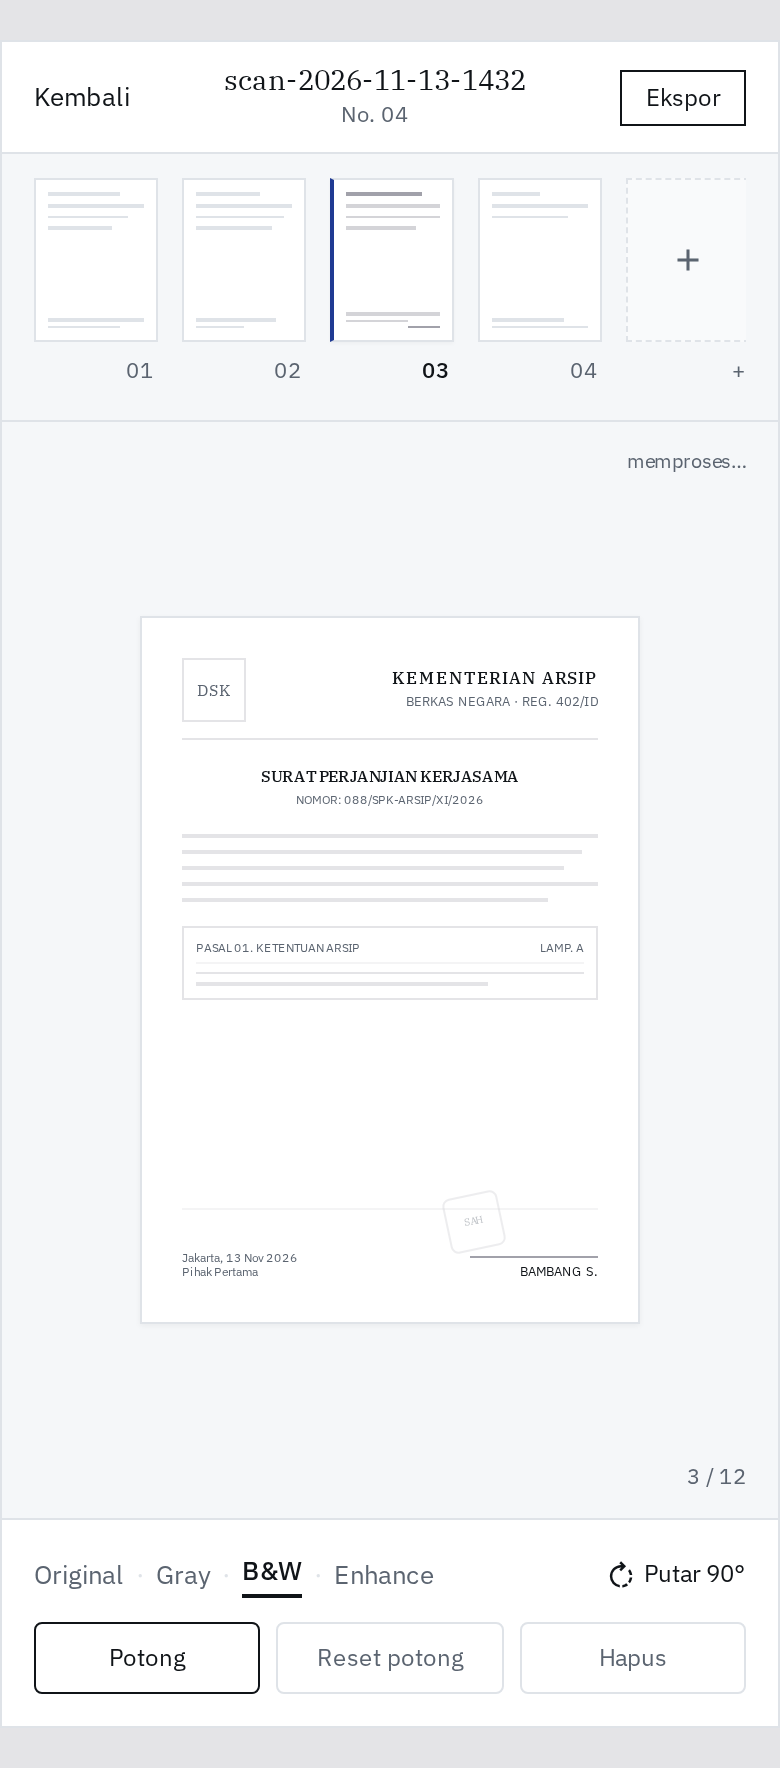 Kembali
scan-2026-11-13-1432
No. 04
Ekspor
+
01
02
03
04
+
memproses...
DSK
KEMENTERIAN ARSIP
BERKAS NEGARA · REG. 402/ID
SURAT PERJANJIAN KERJASAMA
NOMOR: 088/SPK-ARSIP/XI/2026
PASAL 01. KETENTUAN ARSIP
LAMP. A
SAH
Jakarta, 13 Nov 2026
Pihak Pertama
BAMBANG S.
3 / 12
Original · Gray · B&W · Enhance
Putar 90°
Potong
Reset potong
Hapus